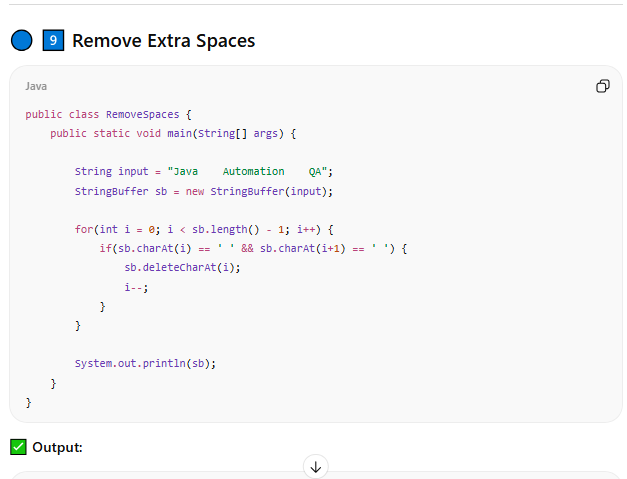 9 Remove Extra Spaces
Java
public class RemoveSpaces {
    public static void main(String[] args) {
        String input = "Java    Automation    QA";
        StringBuffer sb = new StringBuffer(input);
        for(int i = 0; i < sb.length() - 1; i++) {
            if(sb.charAt(i) == ' ' && sb.charAt(i+1) == ' ') {
                sb.deleteCharAt(i);
                i--;
            }
        }
        System.out.println(sb);
    }
}
Output: